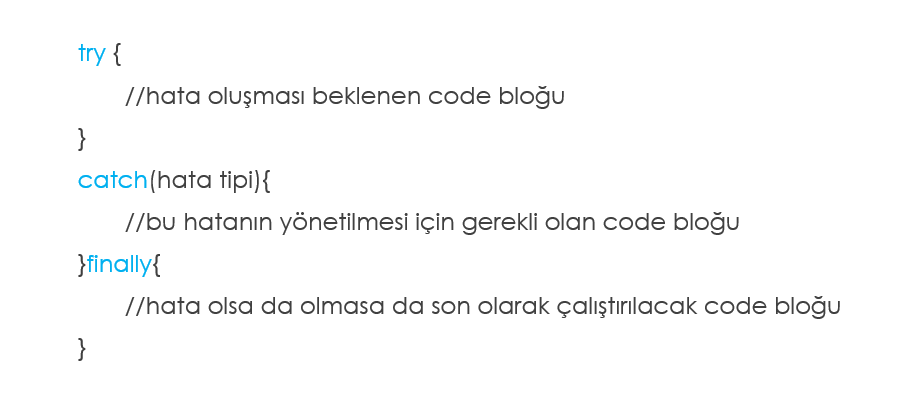 try {
//hata oluşması beklenen code bloğu
}
catch(hata tipi){
//bu hatanın yönetilmesi için gerekli olan code bloğu
}finally{
//hata olsa da olmasa da son olarak çalıştırılacak code bloğu
}